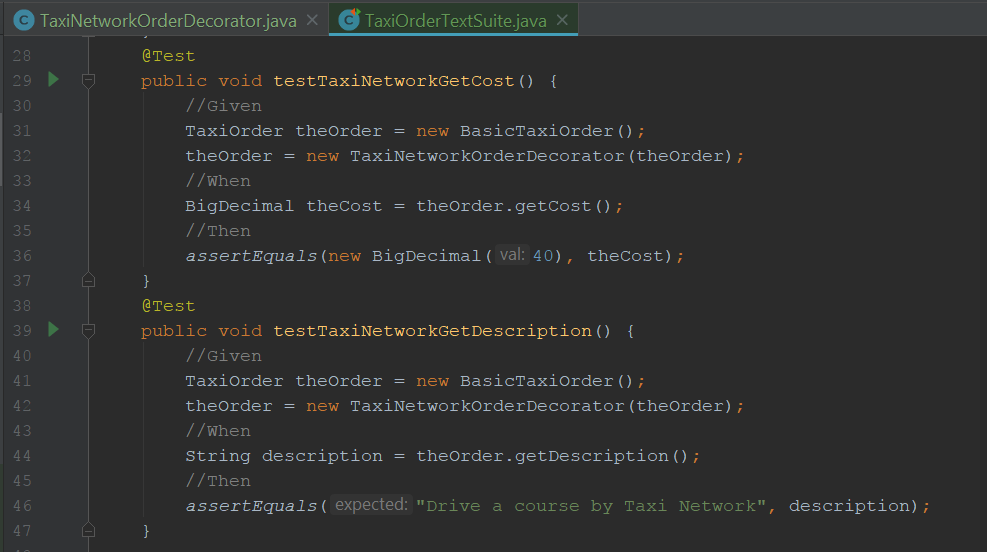 TaxiNetworkOrderDecorator.java TaxiOrderTextSuite.java
28 @Test
29 public void testTaxiNetworkGetCost() {
30 //Given
31 TaxiOrder theOrder = new BasicTaxiOrder();
32 theOrder = new TaxiNetworkOrderDecorator(theOrder);
33 //When
34 BigDecimal theCost = theOrder.getCost();
35 //Then
36 assertEquals(new BigDecimal( val: 40), theCost);
37 }
38 @Test
39 public void testTaxiNetworkGetDescription() {
40 //Given
41 TaxiOrder theOrder = new BasicTaxiOrder();
42 theOrder = new TaxiNetworkOrderDecorator(theOrder);
43 //When
44 String description = theOrder.getDescription();
45 //Then
46 assertEquals( expected: "Drive a course by Taxi Network", description);
47 }